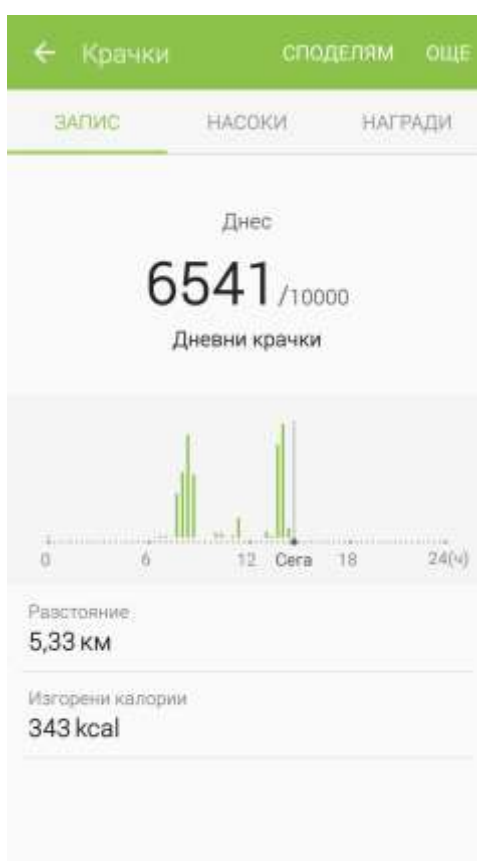 Крачки СПОДЕЛЯМ ОЩЕ
ЗАПИС НАСОКИ НАГРАДИ
Днес
6541/10000
Дневни крачки
0 6 12 Сега 18 24(ч)
Разстояние
5,33 км
Изгорени калории
343 kcal